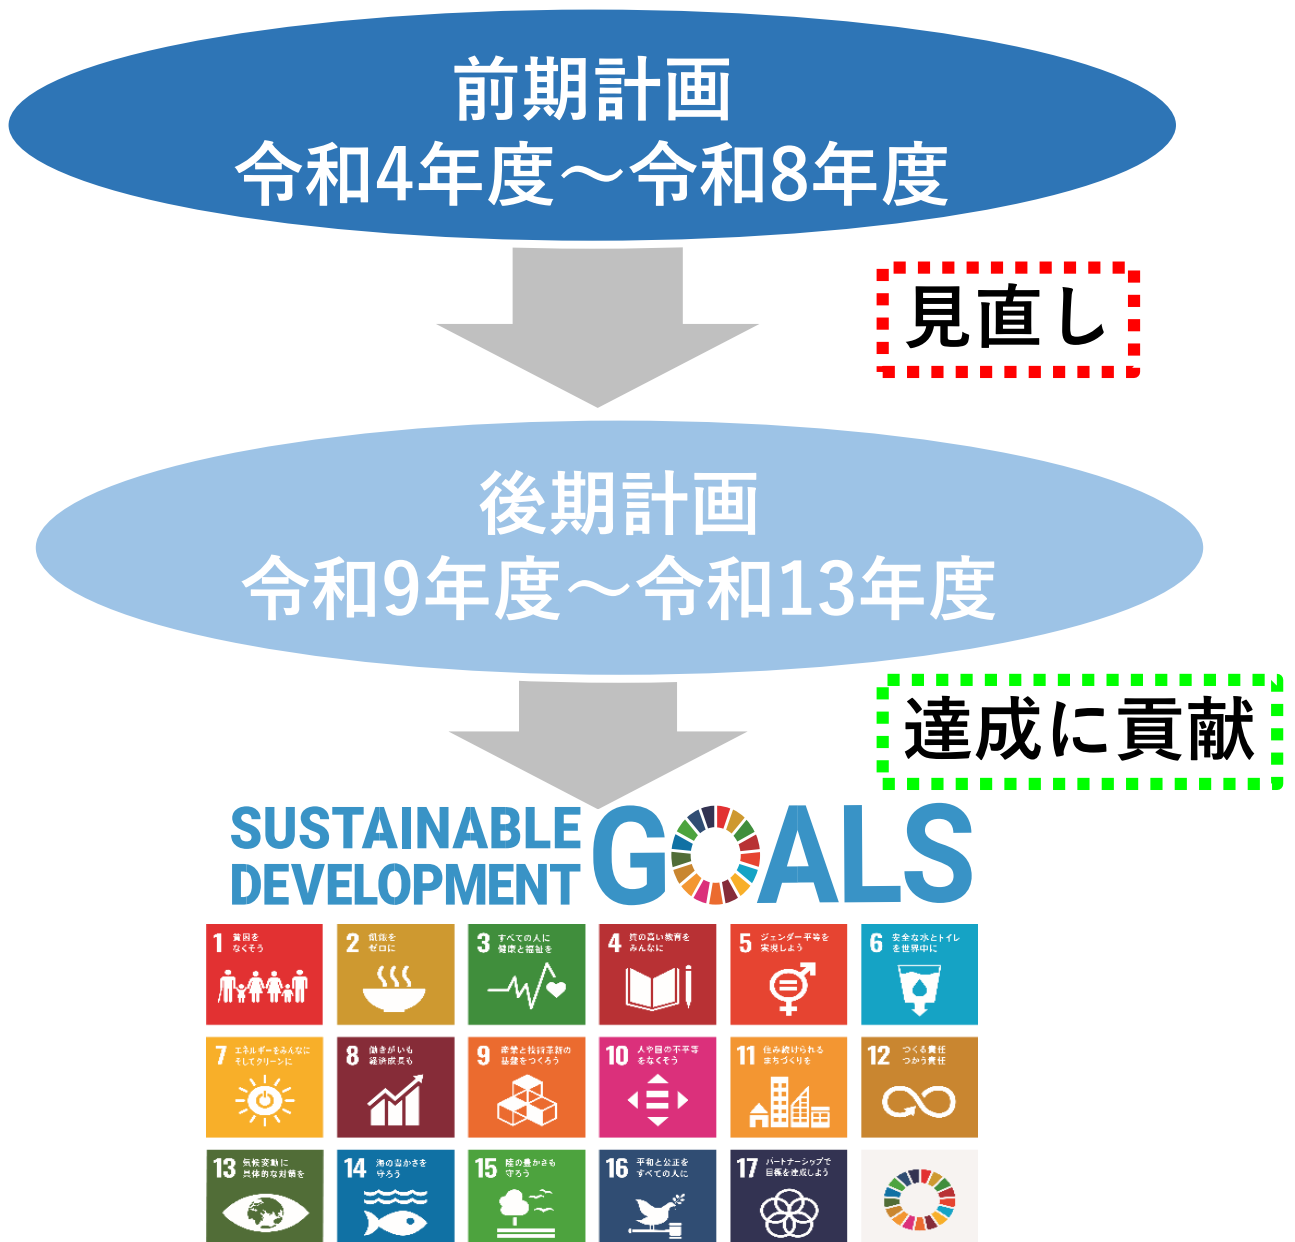 前期計画
令和4年度～令和8年度
見直し
後期計画
令和9年度～令和13年度
達成に貢献
SUSTAINABLE
DEVELOPMENT
GOALS
1 貧困を
なくそう
2 飢餓を
ゼロに
3 すべての人に
健康と福祉を
4 質の高い教育を
みんなに
5 ジェンダー平等を
実現しよう
6 安全な水とトイレ
を世界中に
7 エネルギーをみんなに
そしてクリーンに
8 働きがいも
経済成長も
9 産業と技術革新の
基盤をつくろう
10 人や国の不平等
をなくそう
11 住み続けられる
まちづくりを
12 つくる責任
つかう責任
13 気候変動に
具体的な対策を
14 海の豊かさを
守ろう
15 陸の豊かさも
守ろう
16 平和と公正を
すべての人に
17 パートナーシップで
目標を達成しよう